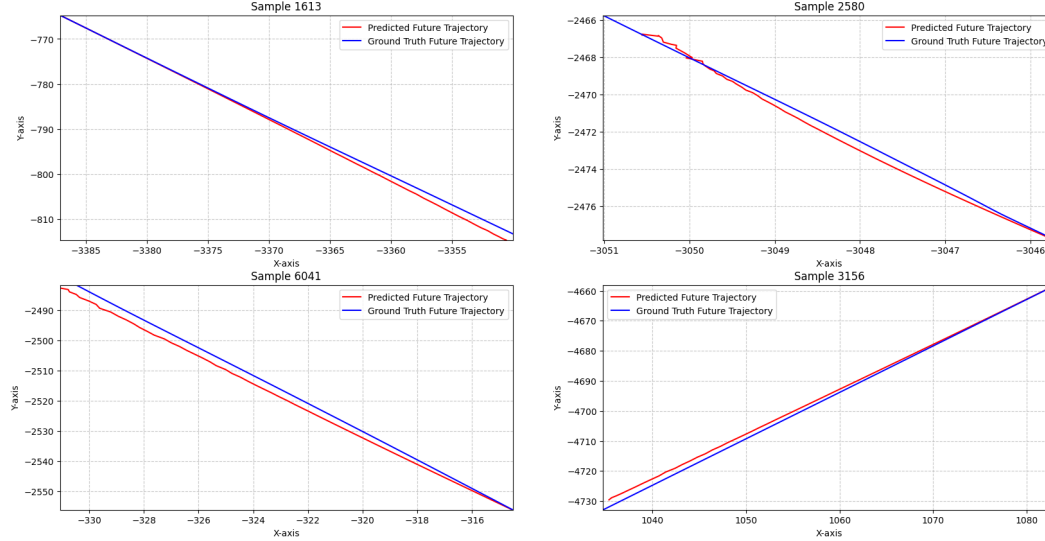 Sample 1613
Predicted Future Trajectory
Ground Truth Future Trajectory
Y-axis
−770
−780
−790
−800
−810
−3385 −3380 −3375 −3370 −3365 −3360 −3355
X-axis
Sample 2580
Predicted Future Trajectory
Ground Truth Future Trajectory
Y-axis
−2466
−2468
−2470
−2472
−2474
−2476
−3051 −3050 −3049 −3048 −3047 −3046
X-axis
Sample 6041
Predicted Future Trajectory
Ground Truth Future Trajectory
Y-axis
−2490
−2500
−2510
−2520
−2530
−2540
−2550
−330 −328 −326 −324 −322 −320 −318 −316
X-axis
Sample 3156
Predicted Future Trajectory
Ground Truth Future Trajectory
Y-axis
−4660
−4670
−4680
−4690
−4700
−4710
−4720
−4730
1040 1050 1060 1070 1080
X-axis